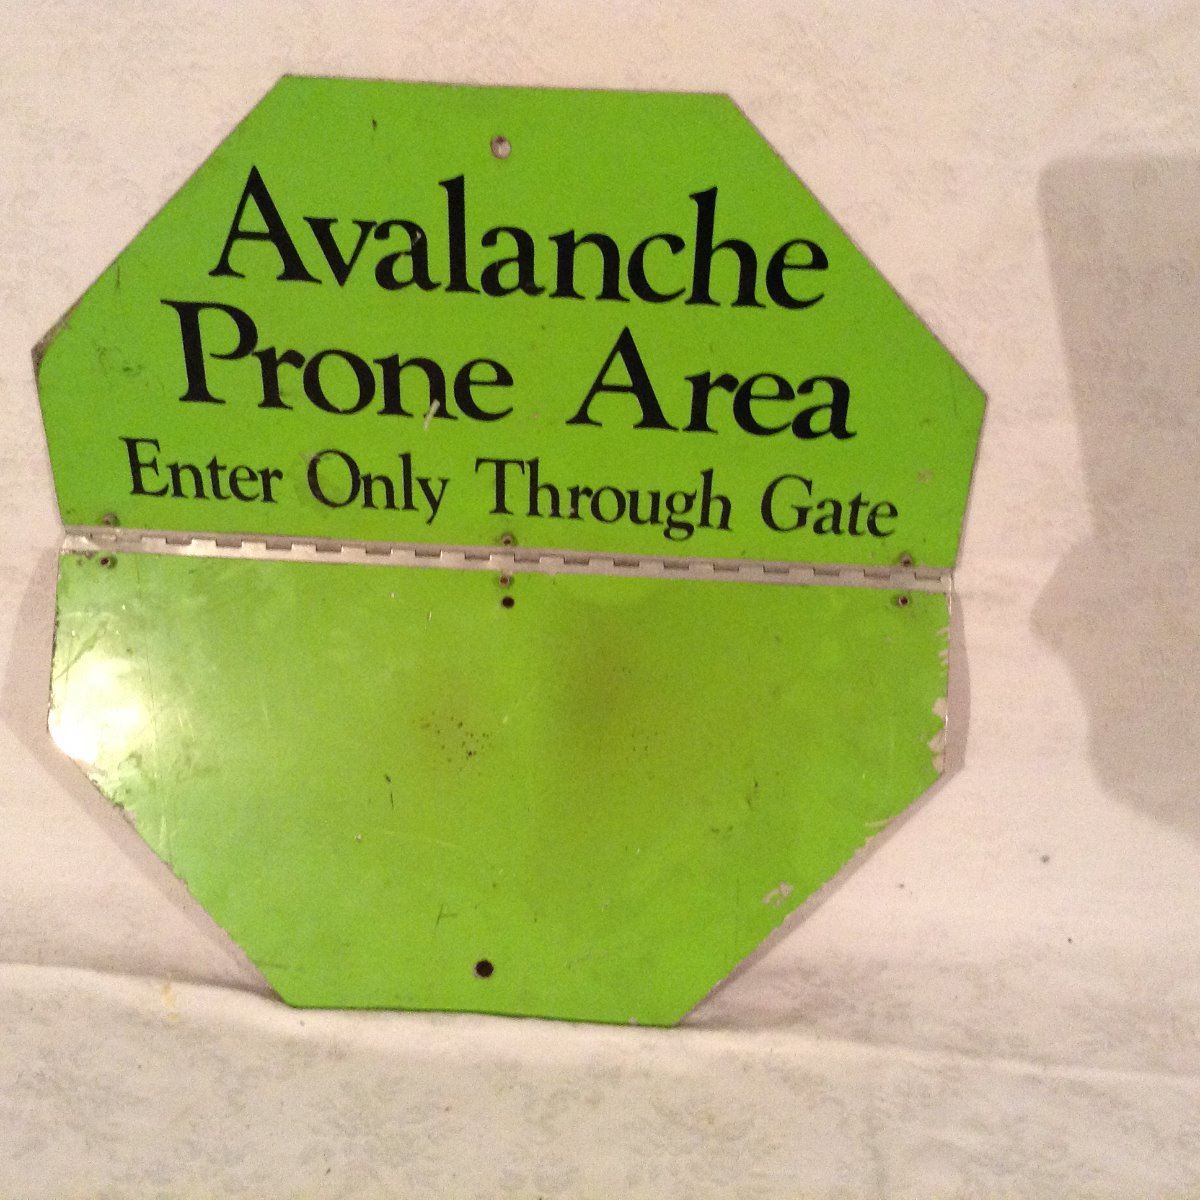 Avalanche
Prone Area
Enter Only Through Gate